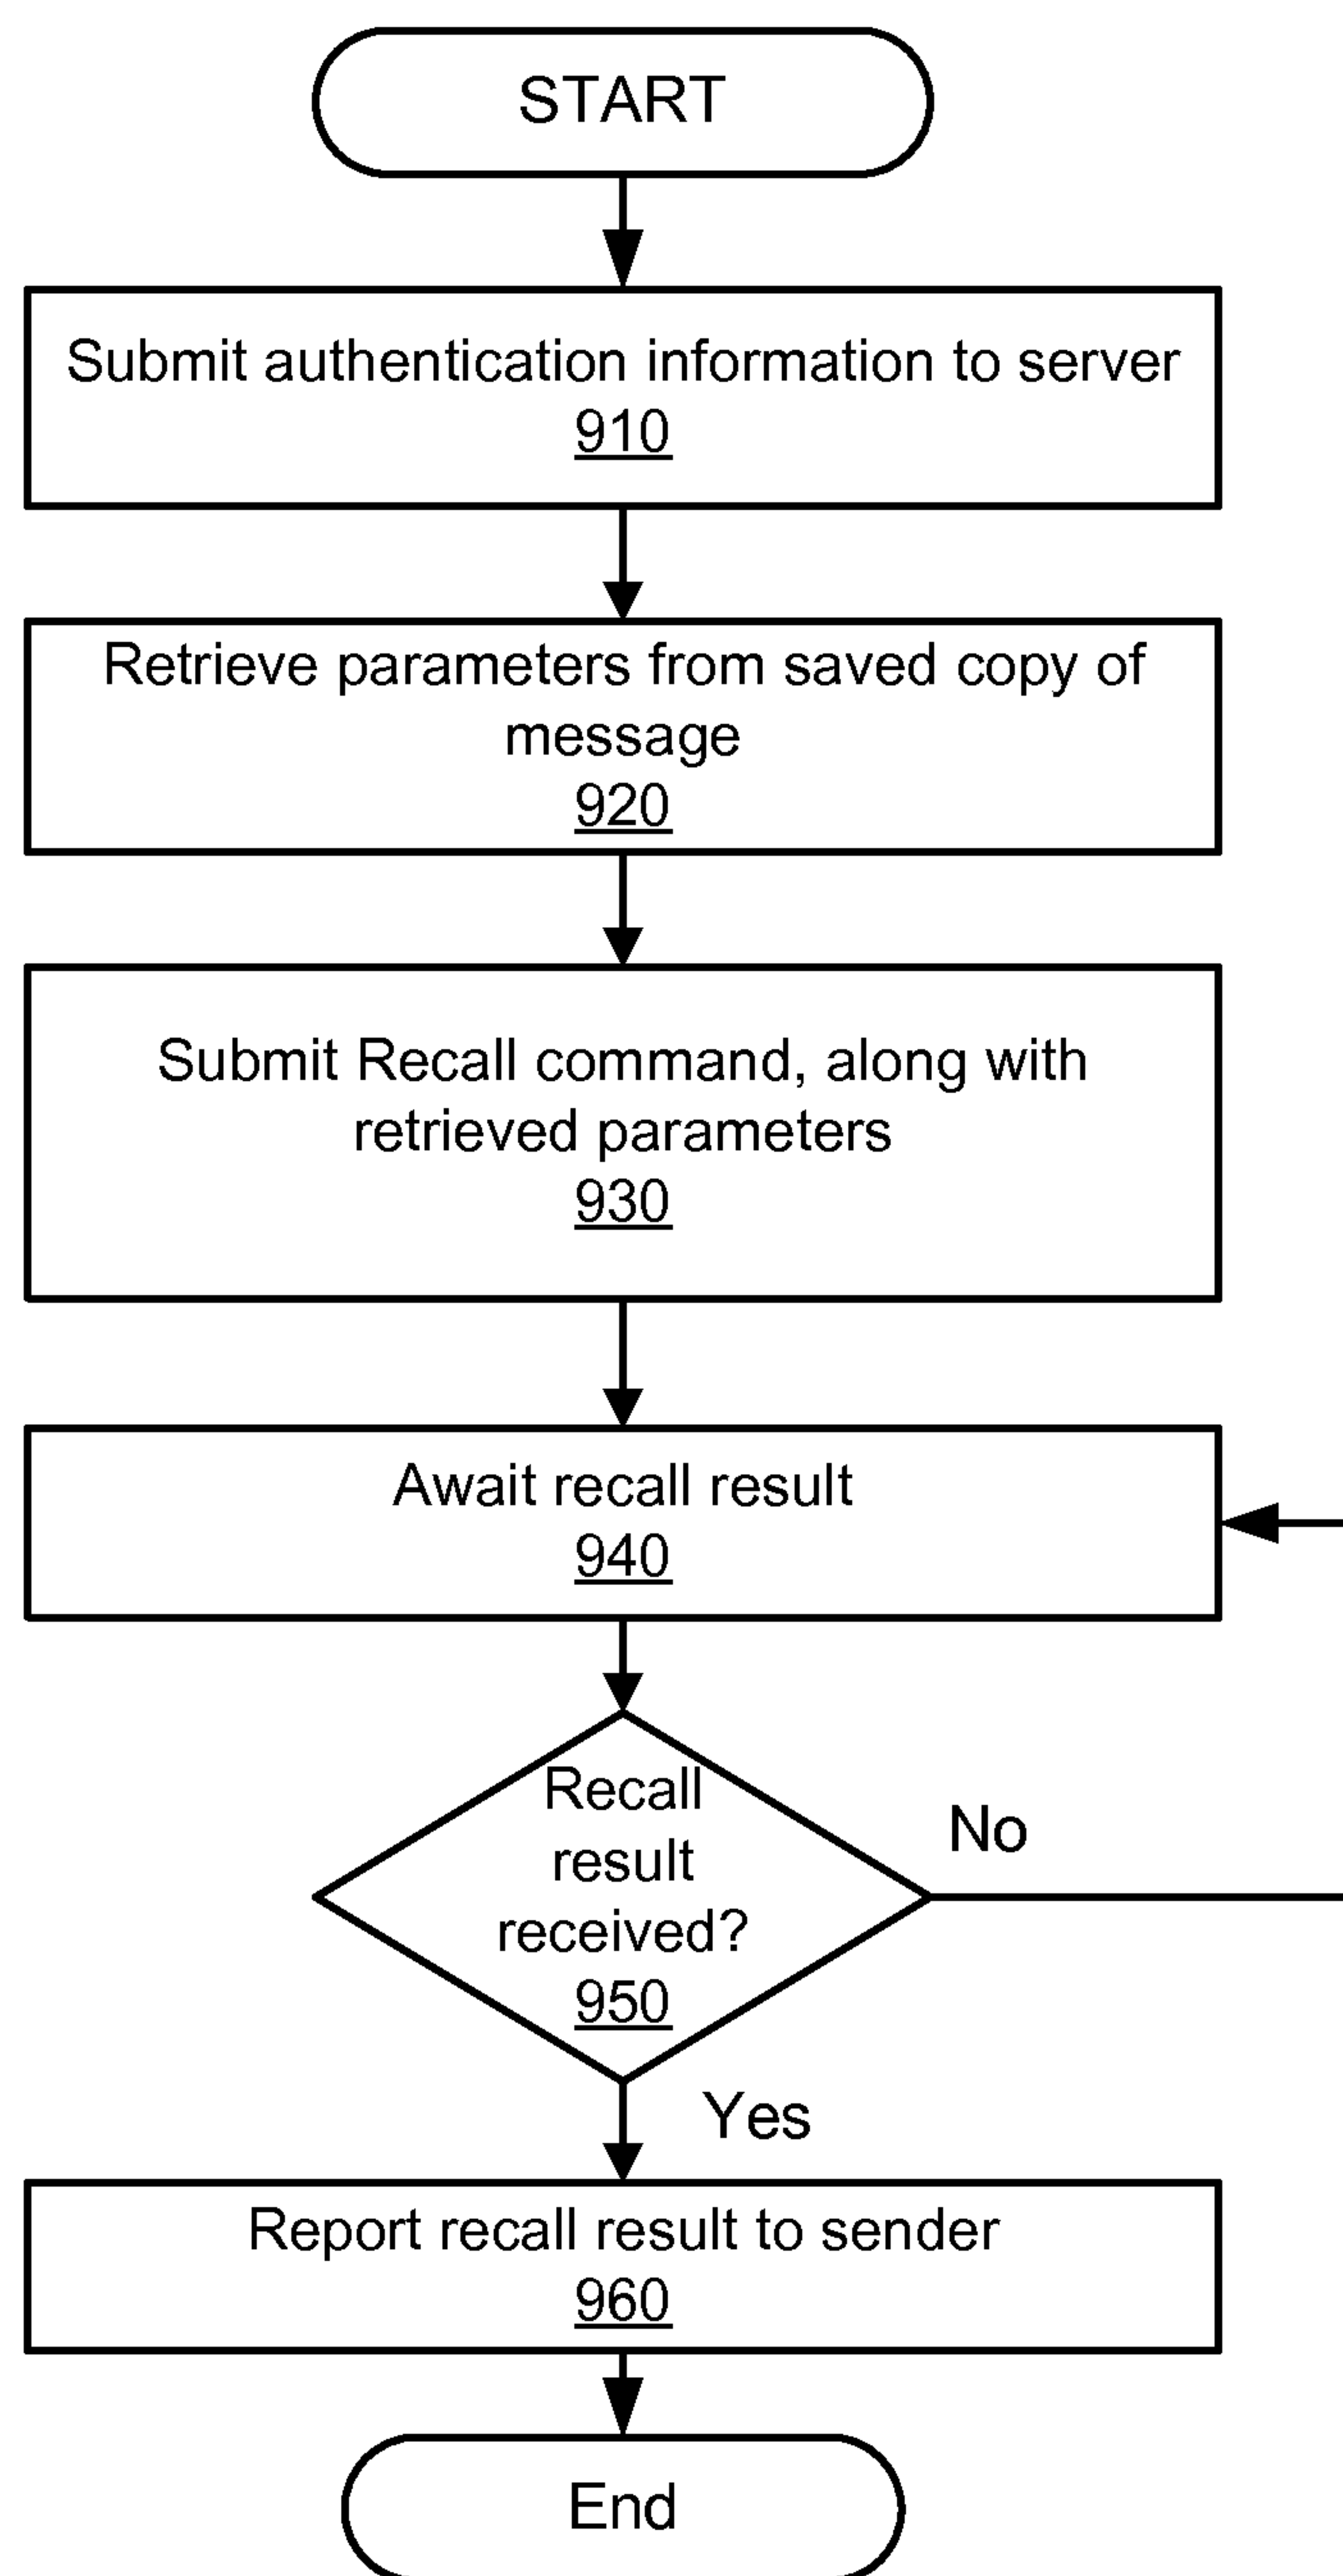 START
Submit authentication information to server
910
Retrieve parameters from saved copy of
message
920
Submit Recall command, along with
retrieved parameters
930
Await recall result
940
Recall
result
received?
950
No
Yes
Report recall result to sender
960
End